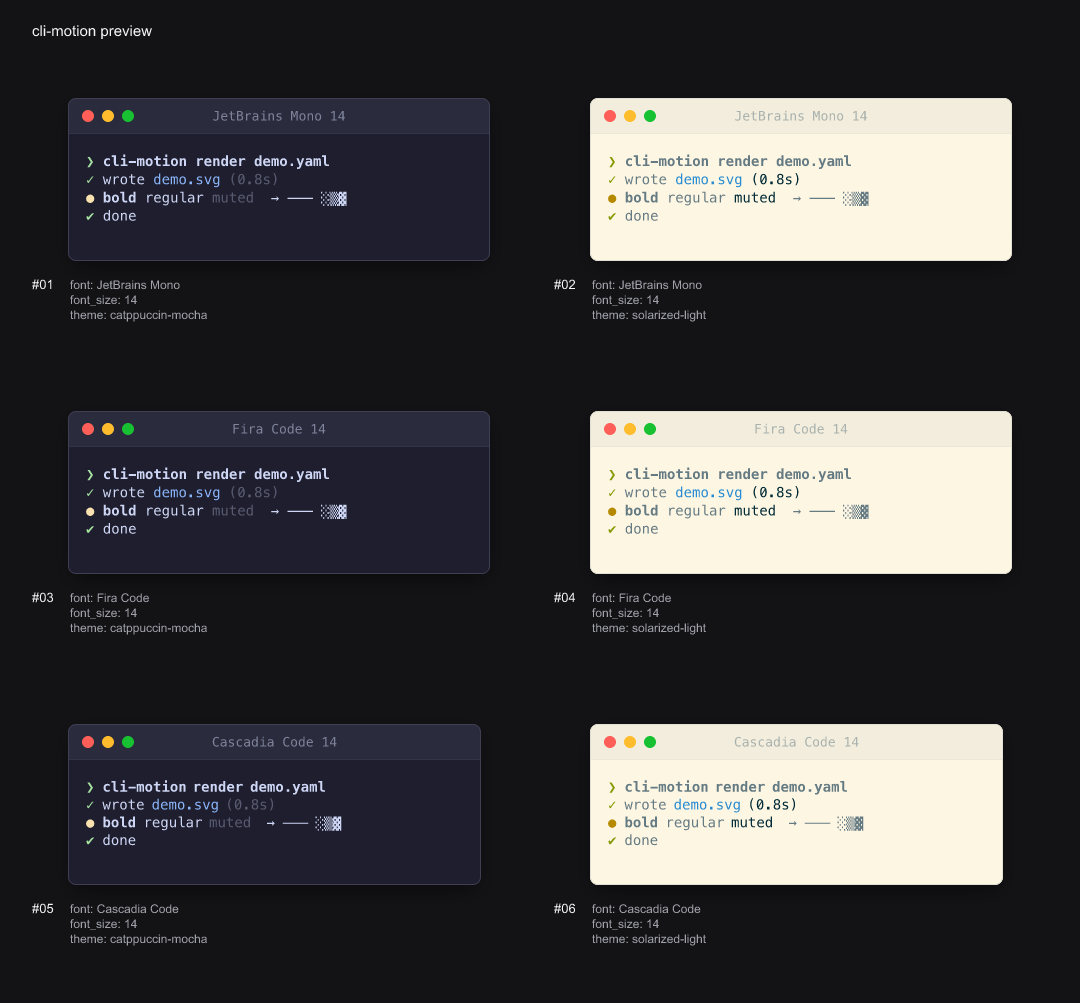 cli-motion preview
JetBrains Mono 14
❯ cli-motion render demo.yaml
✓ wrote demo.svg (0.8s)
● bold regular muted  → ─── ░▒▓
✔ done
#01 font: JetBrains Mono
font_size: 14
theme: catppuccin-mocha
JetBrains Mono 14
❯ cli-motion render demo.yaml
✓ wrote demo.svg (0.8s)
● bold regular muted  → ─── ░▒▓
✔ done
#02 font: JetBrains Mono
font_size: 14
theme: solarized-light
Fira Code 14
❯ cli-motion render demo.yaml
✓ wrote demo.svg (0.8s)
● bold regular muted  → ─── ░▒▓
✔ done
#03 font: Fira Code
font_size: 14
theme: catppuccin-mocha
Fira Code 14
❯ cli-motion render demo.yaml
✓ wrote demo.svg (0.8s)
● bold regular muted  → ─── ░▒▓
✔ done
#04 font: Fira Code
font_size: 14
theme: solarized-light
Cascadia Code 14
❯ cli-motion render demo.yaml
✓ wrote demo.svg (0.8s)
● bold regular muted  → ─── ░▒▓
✔ done
#05 font: Cascadia Code
font_size: 14
theme: catppuccin-mocha
Cascadia Code 14
❯ cli-motion render demo.yaml
✓ wrote demo.svg (0.8s)
● bold regular muted  → ─── ░▒▓
✔ done
#06 font: Cascadia Code
font_size: 14
theme: solarized-light